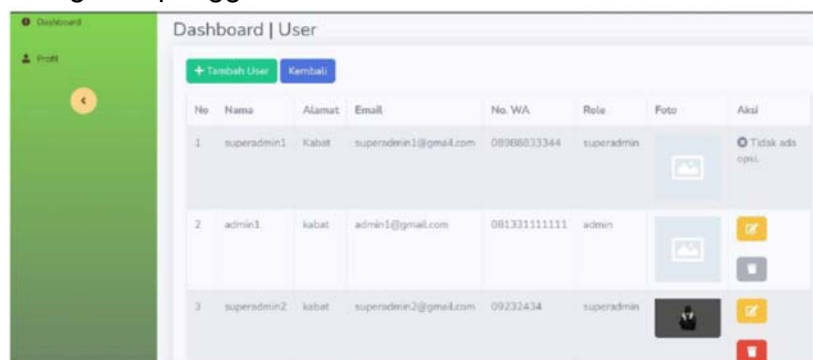 Dashboard
Dashboard | User
Profil
+ Tambah User Kembali
No Nama Alamat Email No. WA Role Foto Aksi
1 superadmin1 Kabat superadmin1@gmail.com superadmin Tidak ada
opsi.
2 admin1 kabat admin1@gmail.com 081331111111 admin
3 superadmin2 kabat superadmin2@gmail.com 09232434 superadmin